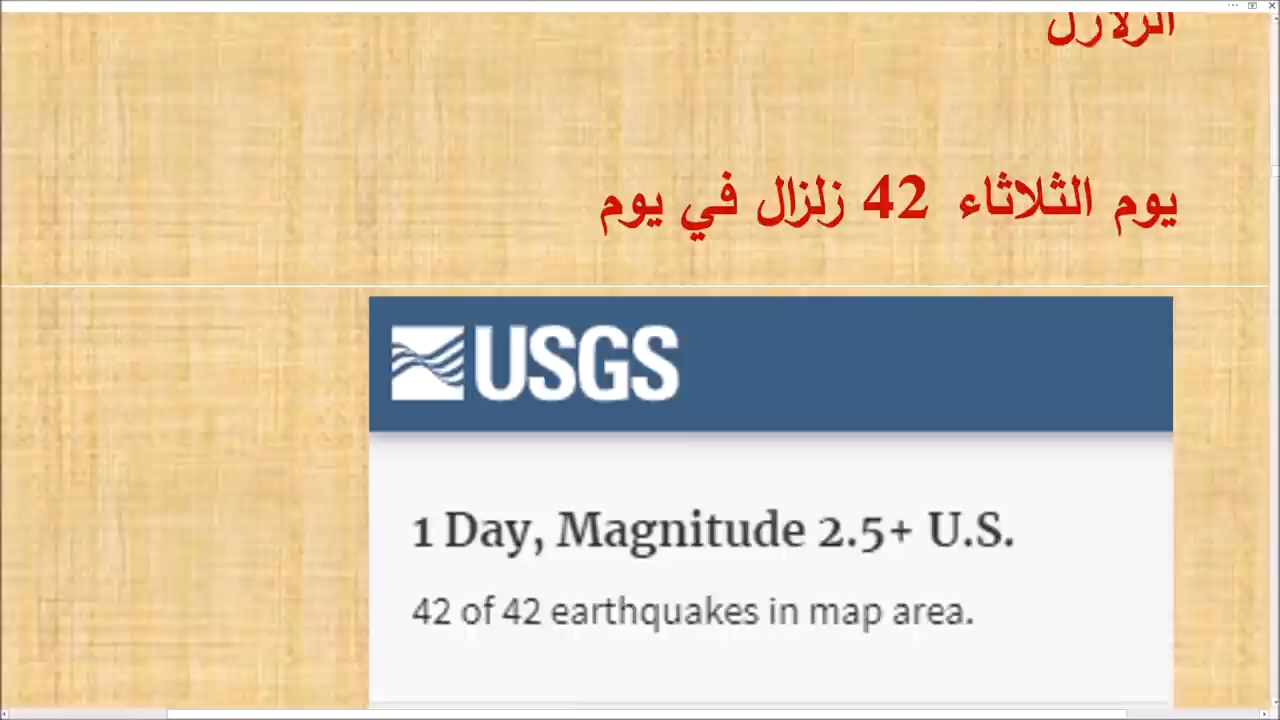 الزلازل
يوم الثلاثاء 42 زلزال في يوم
USGS
1 Day, Magnitude 2.5+ U.S.
42 of 42 earthquakes in map area.